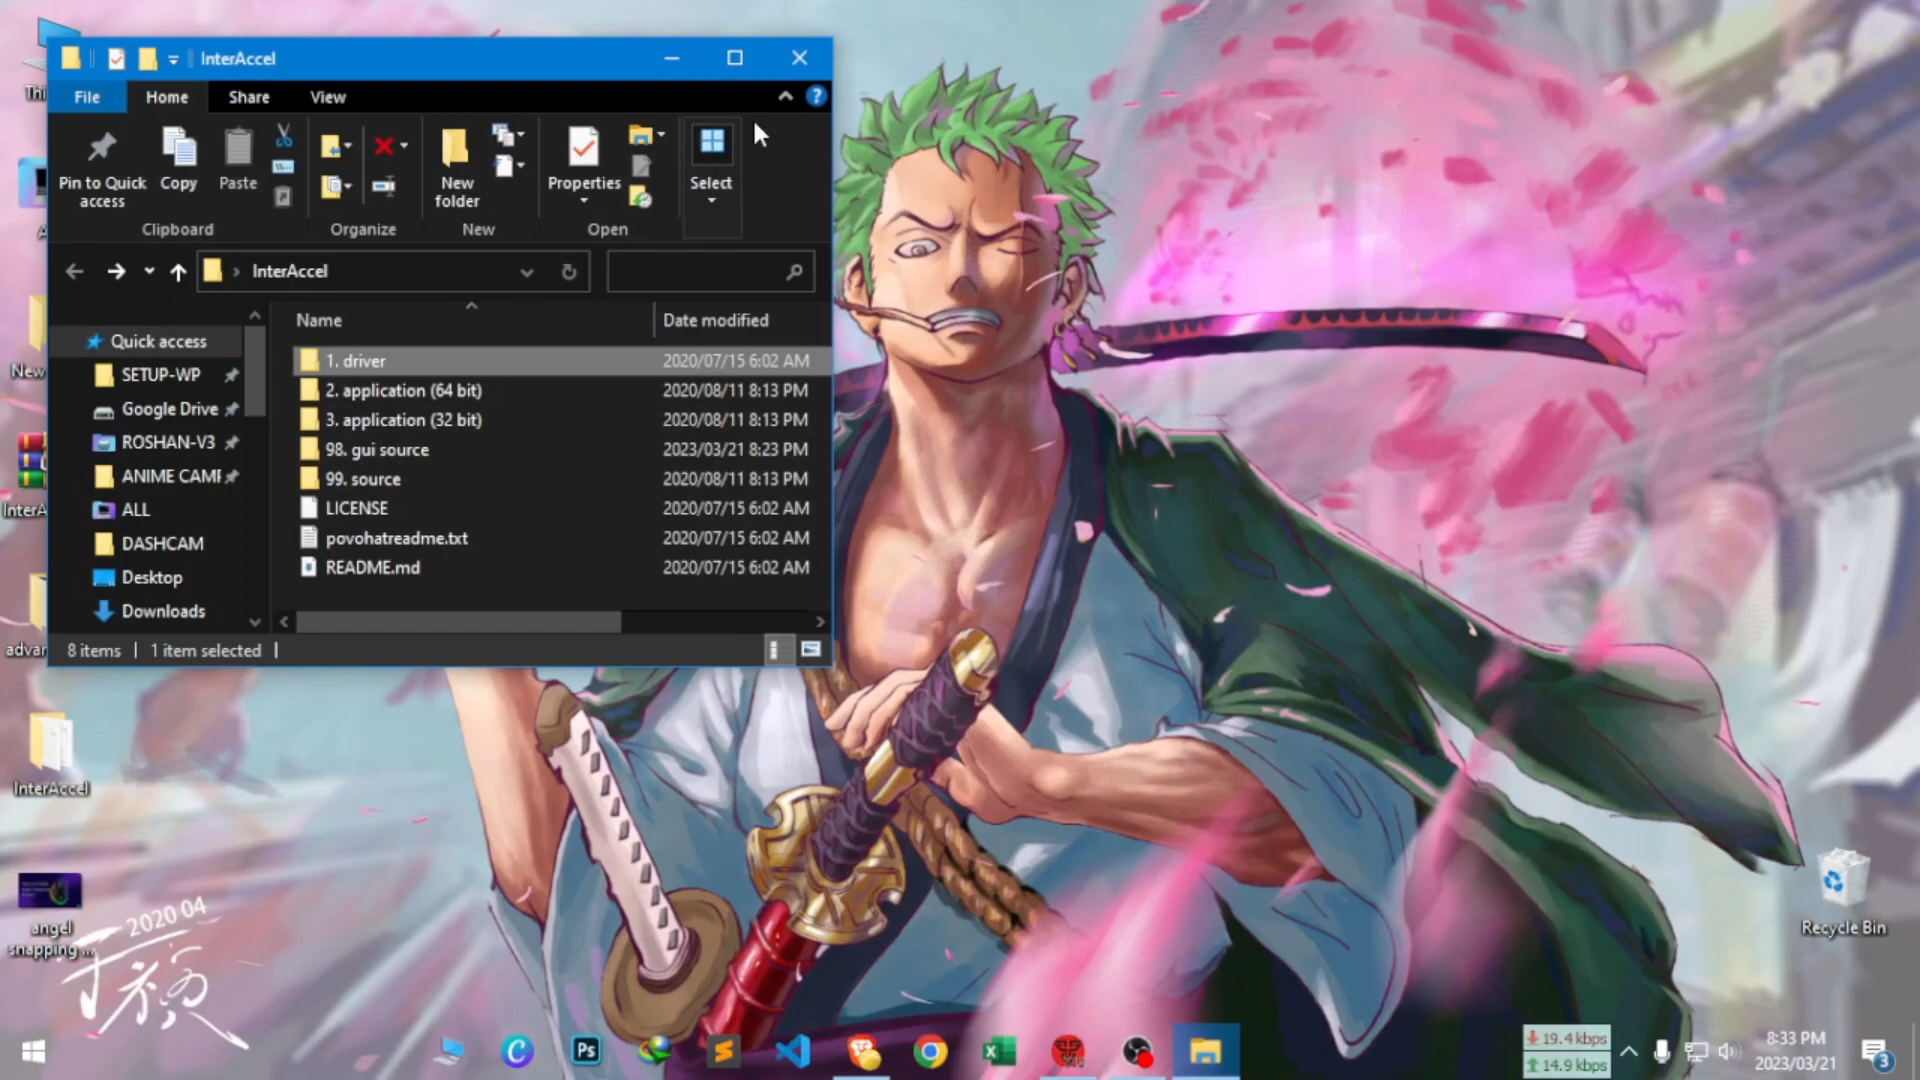 InterAccel
File
Home
Share
View
Pin to Quick
access
Copy
Paste
New
folder
Properties
Select
Clipboard
Organize
New
Open
InterAccel
Name
Date modified
Quick access
SETUP-WP
Google Drive
ROSHAN-V3
ANIME CAM
ALL
DASHCAM
Desktop
Downloads
1. driver 2020/07/15 6:02 AM
2. application (64 bit) 2020/08/11 8:13 PM
3. application (32 bit) 2020/08/11 8:13 PM
98. gui source 2023/03/21 8:23 PM
99. source 2020/08/11 8:13 PM
LICENSE 2020/07/15 6:02 AM
povohatreadme.txt 2020/07/15 6:02 AM
README.md 2020/07/15 6:02 AM
8 items
1 item selected
Thi
New
InterA
advan
InterAccel
angel
snapping ...
2020 04
Recycle Bin
Ps
19.4 kbps
14.9 kbps
8:33 PM
2023/03/21
3